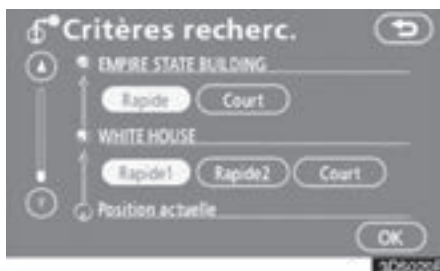 Critères recherc.
EMPIRE STATE BUILDING
Rapide Court
WHITE HOUSE
Rapide1 Rapide2 Court
Position actuelle
OK